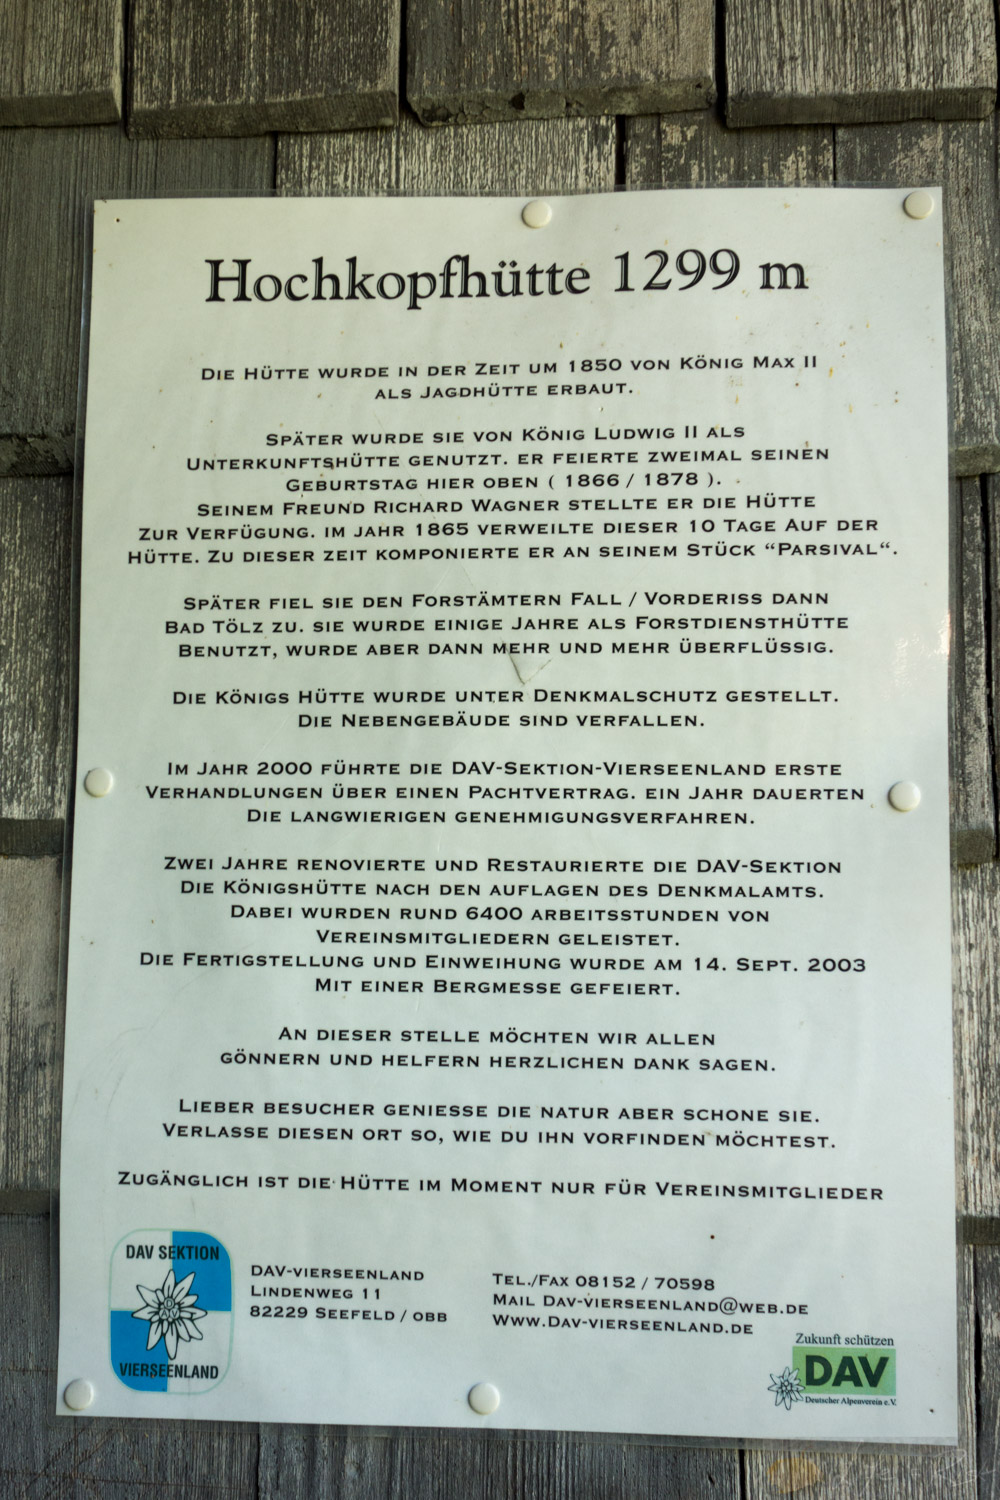 Hochkopfhütte 1299 m
Die Hütte wurde in der Zeit um 1850 von König Max II
als Jagdhütte erbaut.
Später wurde sie von König Ludwig II als
Unterkunftshütte genutzt. er feierte zweimal seinen
Geburtstag hier oben ( 1866 / 1878 ).
Seinem Freund Richard Wagner stellte er die Hütte
zur Verfügung. im Jahr 1865 verweilte dieser 10 Tage Auf der
Hütte. Zu dieser zeit komponierte er an seinem Stück “Parsival“.
Später fiel sie den Forstämtern Fall / Vorderiss dann
Bad Tölz zu. sie wurde einige Jahre als Forstdiensthütte
Benutzt, wurde aber dann mehr und mehr überflüssig.
Die Königs Hütte wurde unter Denkmalschutz gestellt.
Die Nebengebäude sind verfallen.
Im Jahr 2000 führte die DAV-Sektion-Vierseenland erste
Verhandlungen über einen Pachtvertrag. ein Jahr dauerten
Die langwierigen genehmigungsverfahren.
Zwei Jahre renovierte und Restaurierte die DAV-Sektion
Die Königshütte nach den auflagen des Denkmalamts.
Dabei wurden rund 6400 arbeitsstunden von
Vereinsmitgliedern geleistet.
Die Fertigstellung und Einweihung wurde am 14. Sept. 2003
Mit einer Bergmesse gefeiert.
An dieser stelle möchten wir allen
gönnern und helfern herzlichen dank sagen.
Lieber besucher geniesse die natur aber schone sie.
Verlasse diesen ort so, wie du ihn vorfinden möchtest.
Zugänglich ist die Hütte im Moment nur für Vereinsmitglieder
DAV SEKTION
DAV
VIERSEENLAND
DAV-vierseenland
Lindenweg 11
82229 Seefeld / obb
Tel./Fax 08152 / 70598
Mail Dav-vierseenland@web.de
Www.Dav-vierseenland.de
Zukunft schützen
DAV
Deutscher Alpenverein e.V.